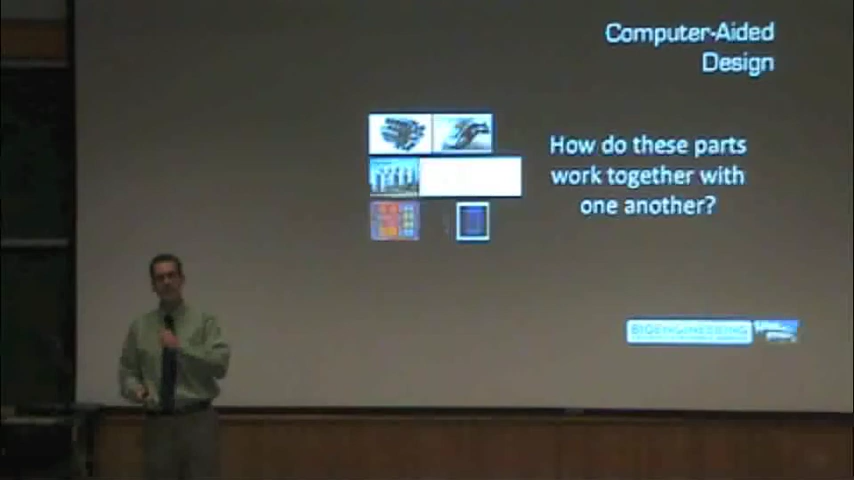 Computer-Aided
Design
How do these parts
work together with
one another?
BIOENGINEERING